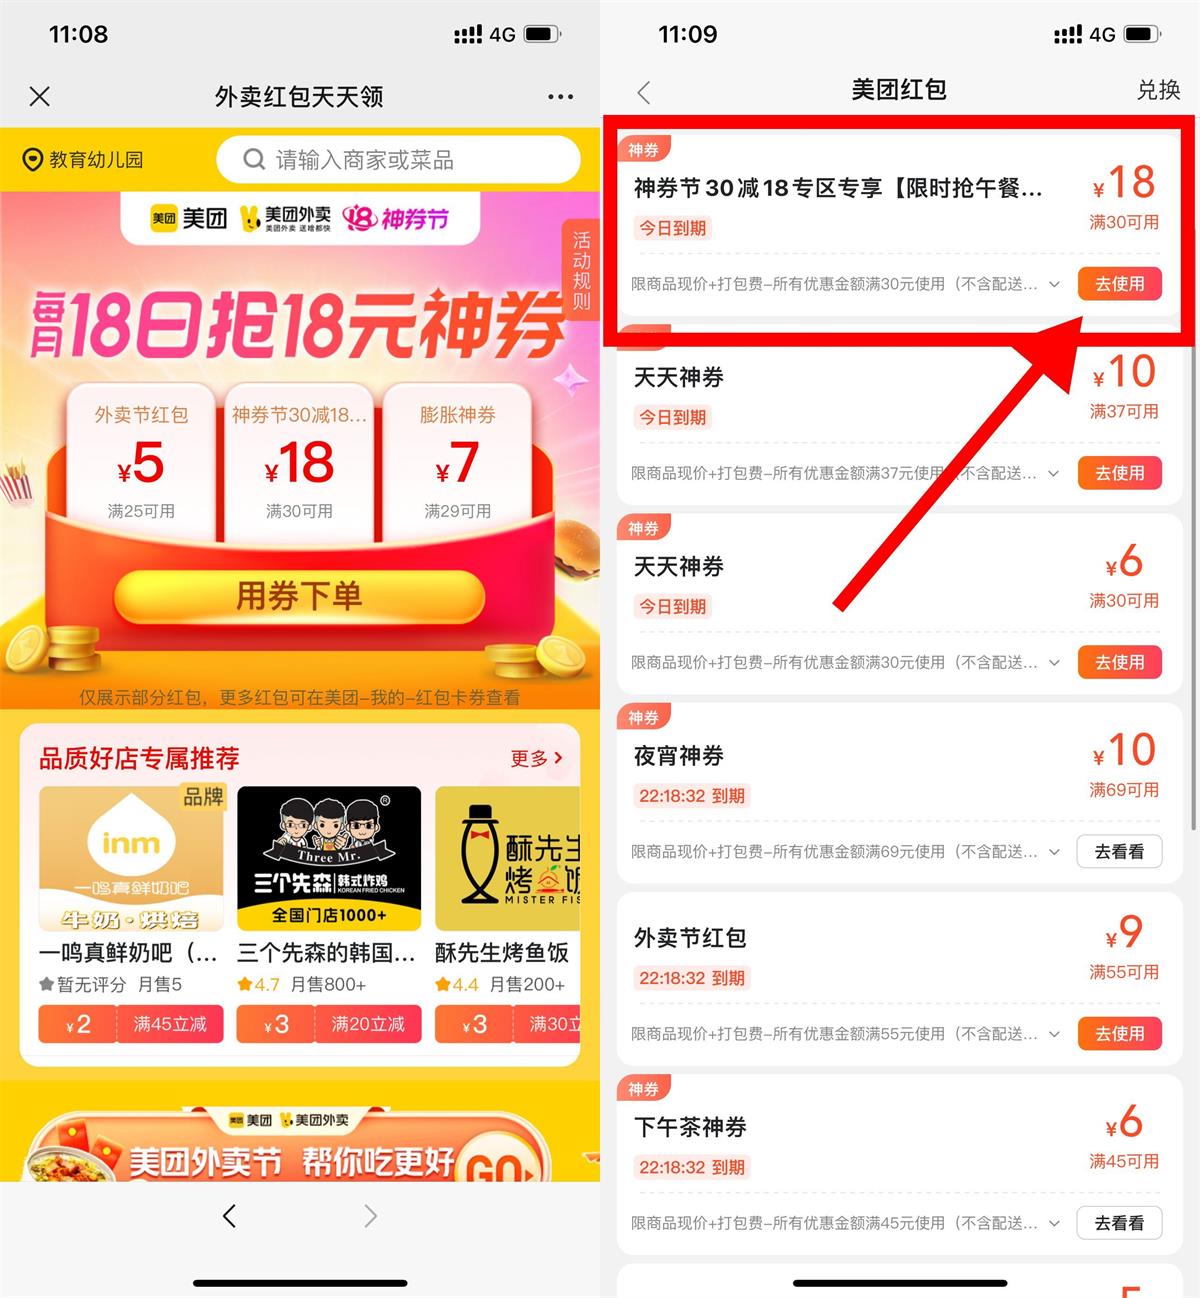 11:08
4G
外卖红包天天领
教育幼儿园
请输入商家或菜品
美团 美团
美团外卖
美团外卖 送啥都快
18 神券节
活动规则
每日18日抢18元神券
外卖节红包
¥5
满25可用
神券节30减18...
¥18
满30可用
膨胀神券
¥7
满29可用
用券下单
仅展示部分红包，更多红包可在美团-我的-红包卡券查看
品质好店专属推荐
更多
品牌
inm
一鸣真鲜奶吧
牛奶·烘焙
一鸣真鲜奶吧（...
暂无评分 月售5
¥2 满45立减
®
Three Mr.
三个先森 韩式炸鸡
KOREAN FRIED CHICKEN
全国门店1000+
三个先森的韩国...
4.7 月售800+
¥3 满20立减
酥先生
烤鱼饭
MISTER FIS
酥先生烤鱼饭
4.4 月售200+
¥3 满30立
美团 美团 美团外卖
美团外卖节 帮你吃更好
GO
11:09
4G
美团红包
兑换
神券
神券节30减18专区专享【限时抢午餐...
¥18
今日到期
满30可用
限商品现价+打包费-所有优惠金额满30元使用（不含配送...
去使用
天天神券
¥10
今日到期
满37可用
限商品现价+打包费-所有优惠金额满37元使用（不含配送...
去使用
神券
天天神券
¥6
今日到期
满30可用
限商品现价+打包费-所有优惠金额满30元使用（不含配送...
去使用
神券
夜宵神券
¥10
22:18:32 到期
满69可用
限商品现价+打包费-所有优惠金额满69元使用（不含配送...
去看看
外卖节红包
¥9
22:18:32 到期
满55可用
限商品现价+打包费-所有优惠金额满55元使用（不含配送...
去使用
神券
下午茶神券
¥6
22:18:32 到期
满45可用
限商品现价+打包费-所有优惠金额满45元使用（不含配送...
去看看